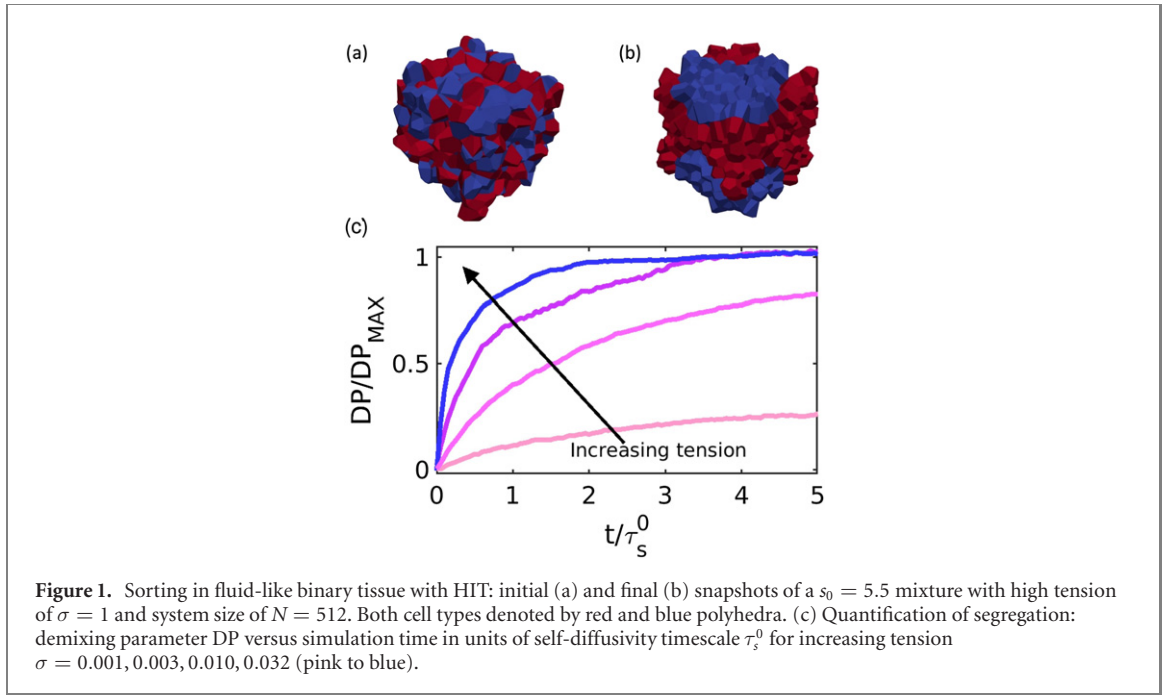 (a)
(b)
(c)
1
0.5
0
DP/DP_MAX
Increasing tension
0 1 2 3 4 5
t/τ_s^0
Figure 1. Sorting in fluid-like binary tissue with HIT: initial (a) and final (b) snapshots of a s_0 = 5.5 mixture with high tension
of σ = 1 and system size of N = 512. Both cell types denoted by red and blue polyhedra. (c) Quantification of segregation:
demixing parameter DP versus simulation time in units of self-diffusivity timescale τ_s^0 for increasing tension
σ = 0.001, 0.003, 0.010, 0.032 (pink to blue).